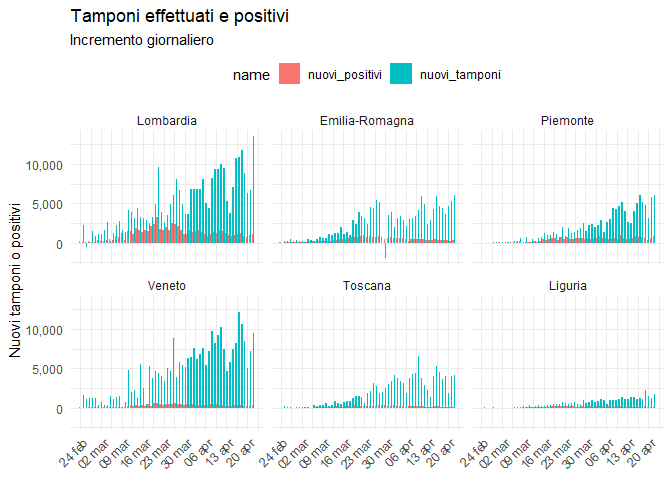 Tamponi effettuati e positivi
Incremento giornaliero
name nuovi_positivi nuovi_tamponi
Lombardia Emilia-Romagna Piemonte
10,000
5,000
0
Veneto Toscana Liguria
10,000
5,000
0
Nuovi tamponi o positivi
24 feb 02 mar 09 mar 16 mar 23 mar 30 mar 06 apr 13 apr 20 apr 24 feb 02 mar 09 mar 16 mar 23 mar 30 mar 06 apr 13 apr 20 apr 24 feb 02 mar 09 mar 16 mar 23 mar 30 mar 06 apr 13 apr 20 apr